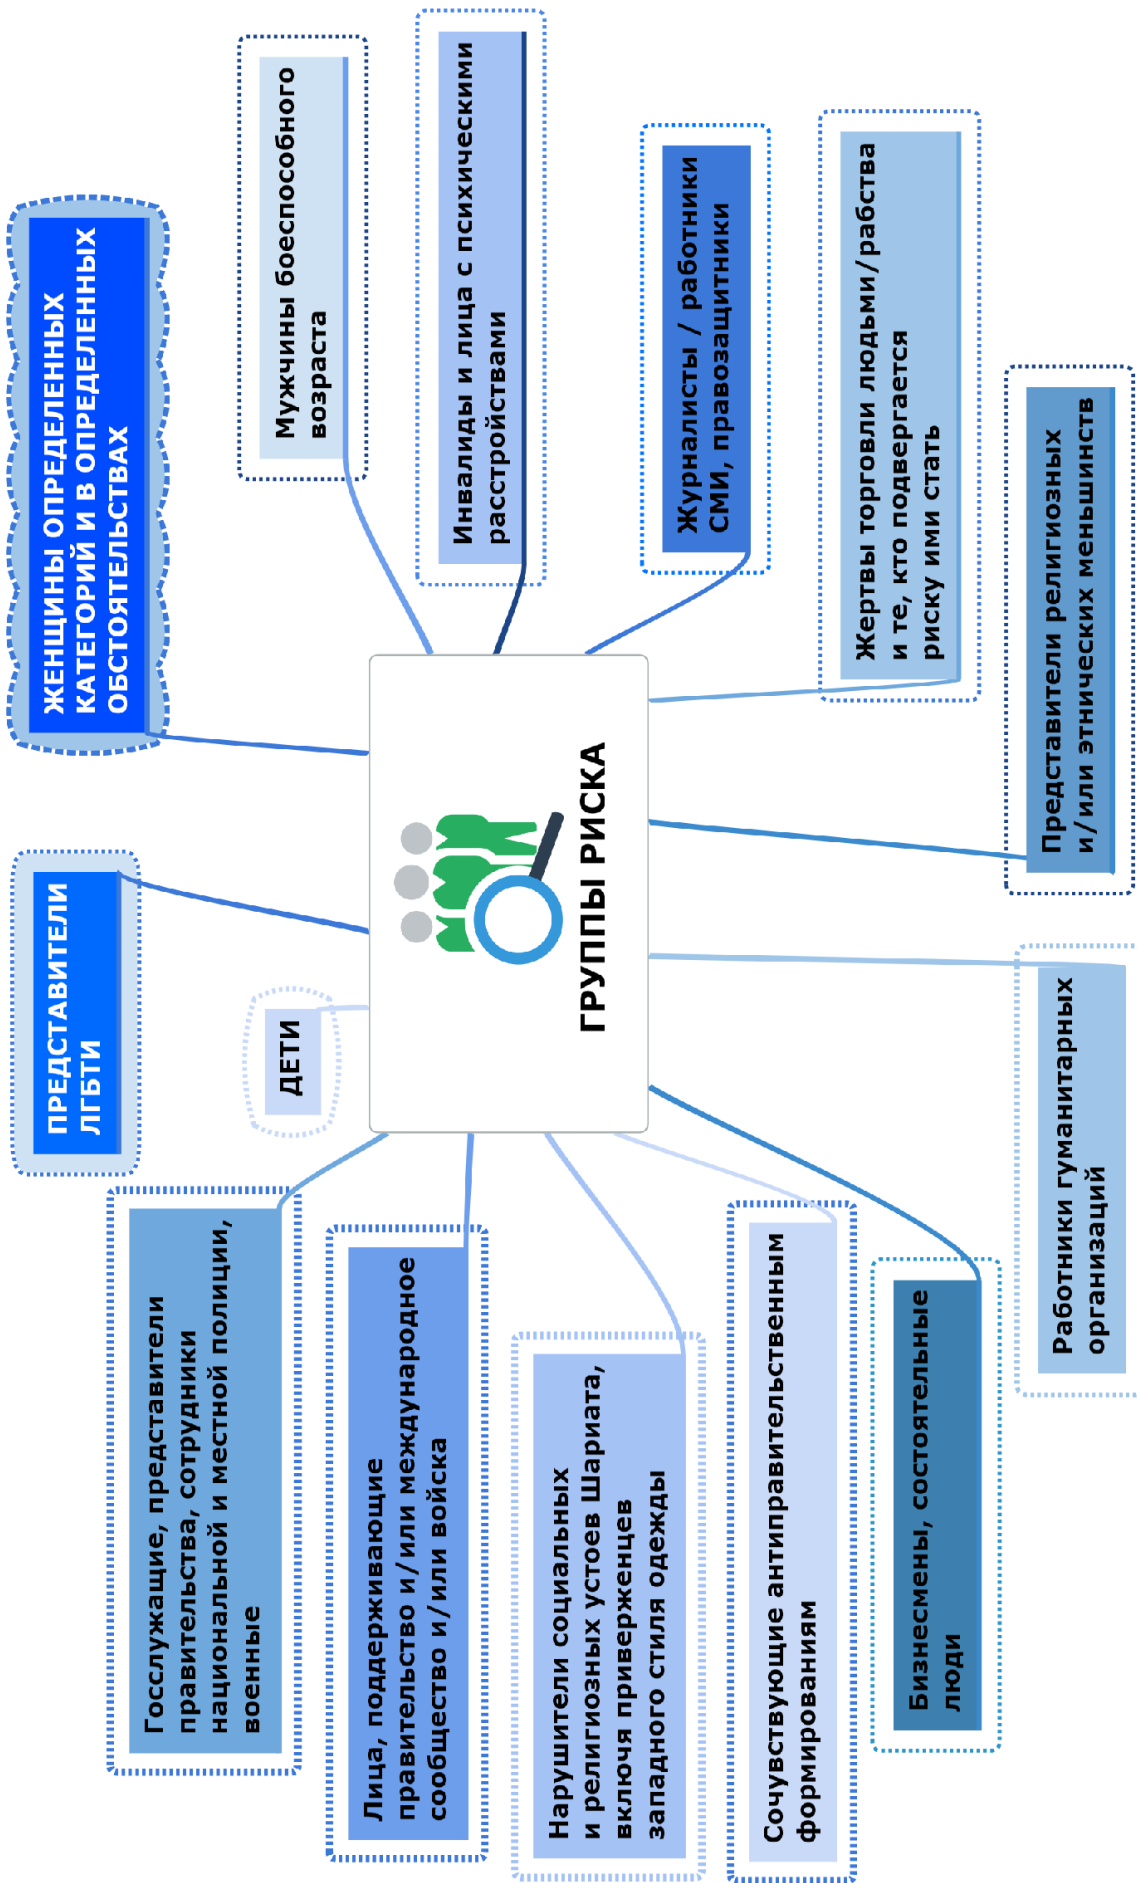 ПРЕДСТАВИТЕЛИ
ЛГБТИ
ЖЕНЩИНЫ ОПРЕДЕЛЕННЫХ
КАТЕГОРИЙ И В ОПРЕДЕЛЕННЫХ
ОБСТОЯТЕЛЬСТВАХ
Госслужащие, представители
правительства, сотрудники
национальной и местной полиции,
военные
ДЕТИ
Мужчины боеспособного
возраста
Лица, поддерживающие
правительство и/или международное
сообщество и/или войска
Инвалиды и лица с психическими
расстройствами
ГРУППЫ РИСКА
Нарушители социальных
и религиозных устоев Шариата,
включя приверженцев
западного стиля одежды
Журналисты / работники
СМИ, правозащитники
Сочувствующие антиправительственным
формированиям
Жертвы торговли людьми/рабства
и те, кто подвергается
риску ими стать
Бизнесмены, состоятельные
люди
Работники гуманитарных
организаций
Представители религиозных
и/или этнических меньшинств